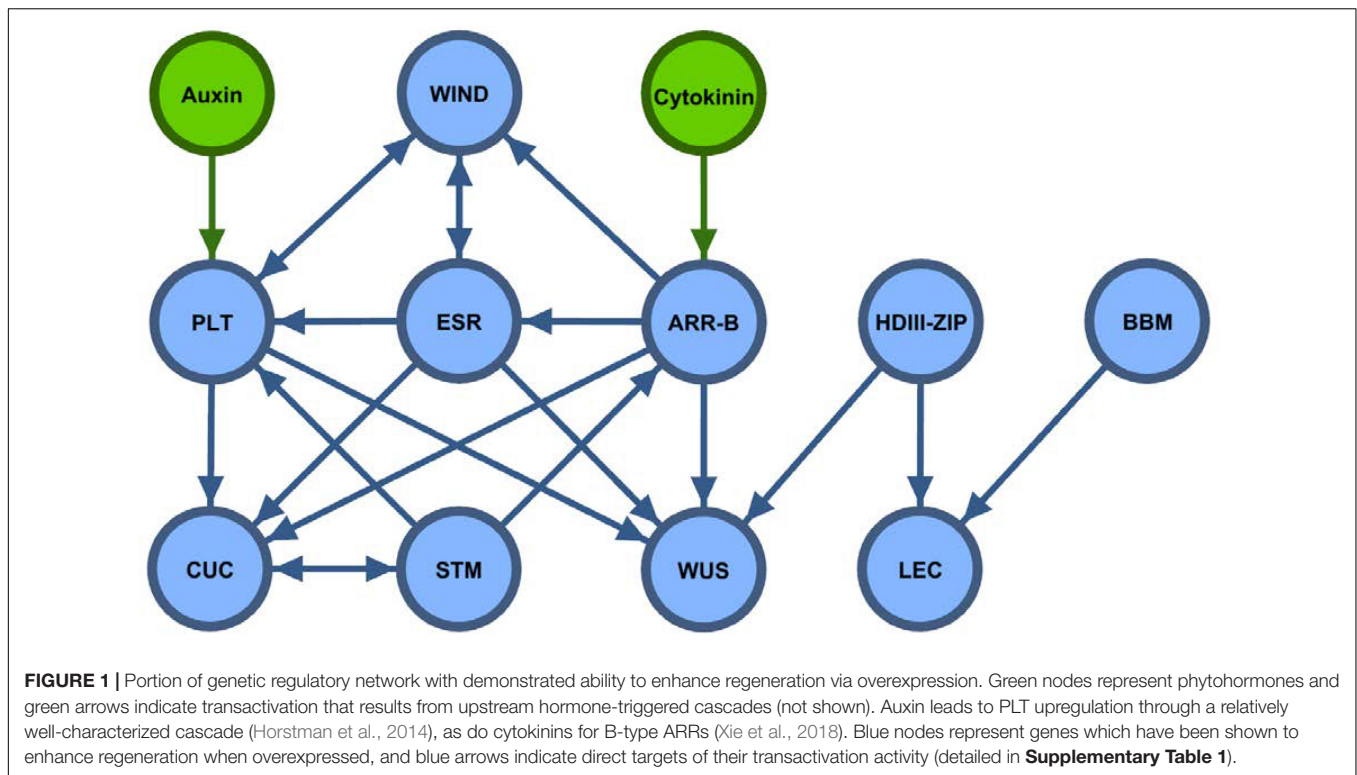 Auxin
WIND
Cytokinin
PLT
ESR
ARR-B
HDIII-ZIP
BBM
CUC
STM
WUS
LEC
FIGURE 1 | Portion of genetic regulatory network with demonstrated ability to enhance regeneration via overexpression. Green nodes represent phytohormones and
green arrows indicate transactivation that results from upstream hormone-triggered cascades (not shown). Auxin leads to PLT upregulation through a relatively
well-characterized cascade (Horstman et al., 2014), as do cytokinins for B-type ARRs (Xie et al., 2018). Blue nodes represent genes which have been shown to
enhance regeneration when overexpressed, and blue arrows indicate direct targets of their transactivation activity (detailed in Supplementary Table 1).